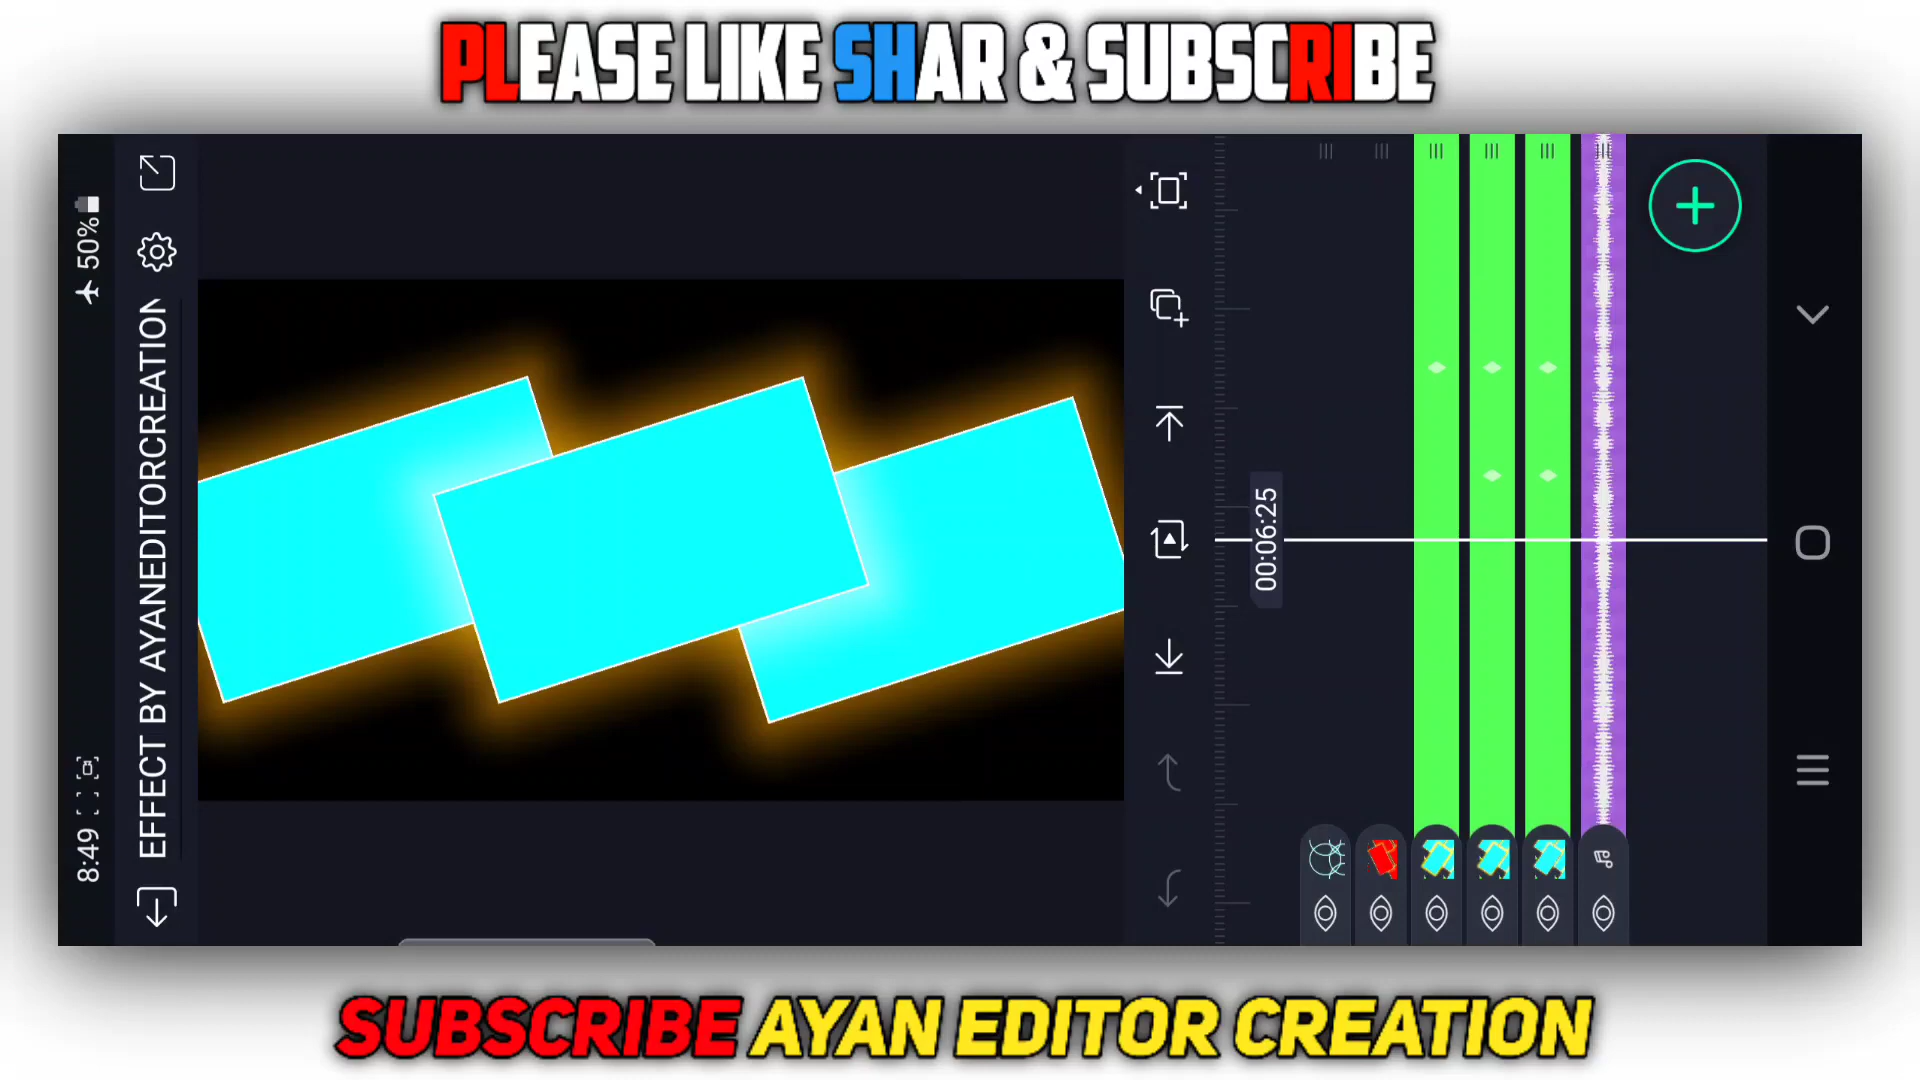 PLEASE LIKE SHAR & SUBSCRIBE
8:49
50%
EFFECT BY AYANEDITORCREATION
00:06:25
SUBSCRIBE AYAN EDITOR CREATION